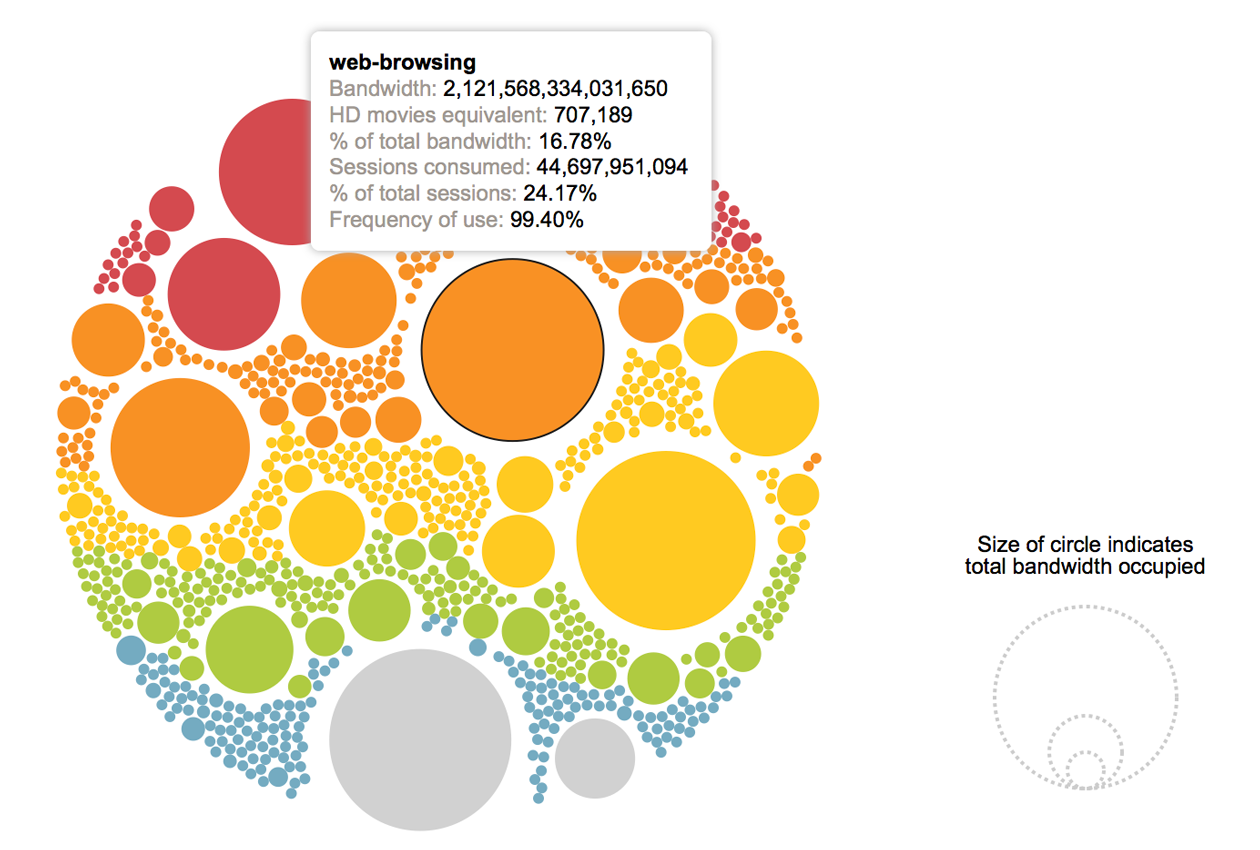 web-browsing
Bandwidth: 2,121,568,334,031,650
HD movies equivalent: 707,189
% of total bandwidth: 16.78%
Sessions consumed: 44,697,951,094
% of total sessions: 24.17%
Frequency of use: 99.40%
Size of circle indicates
total bandwidth occupied